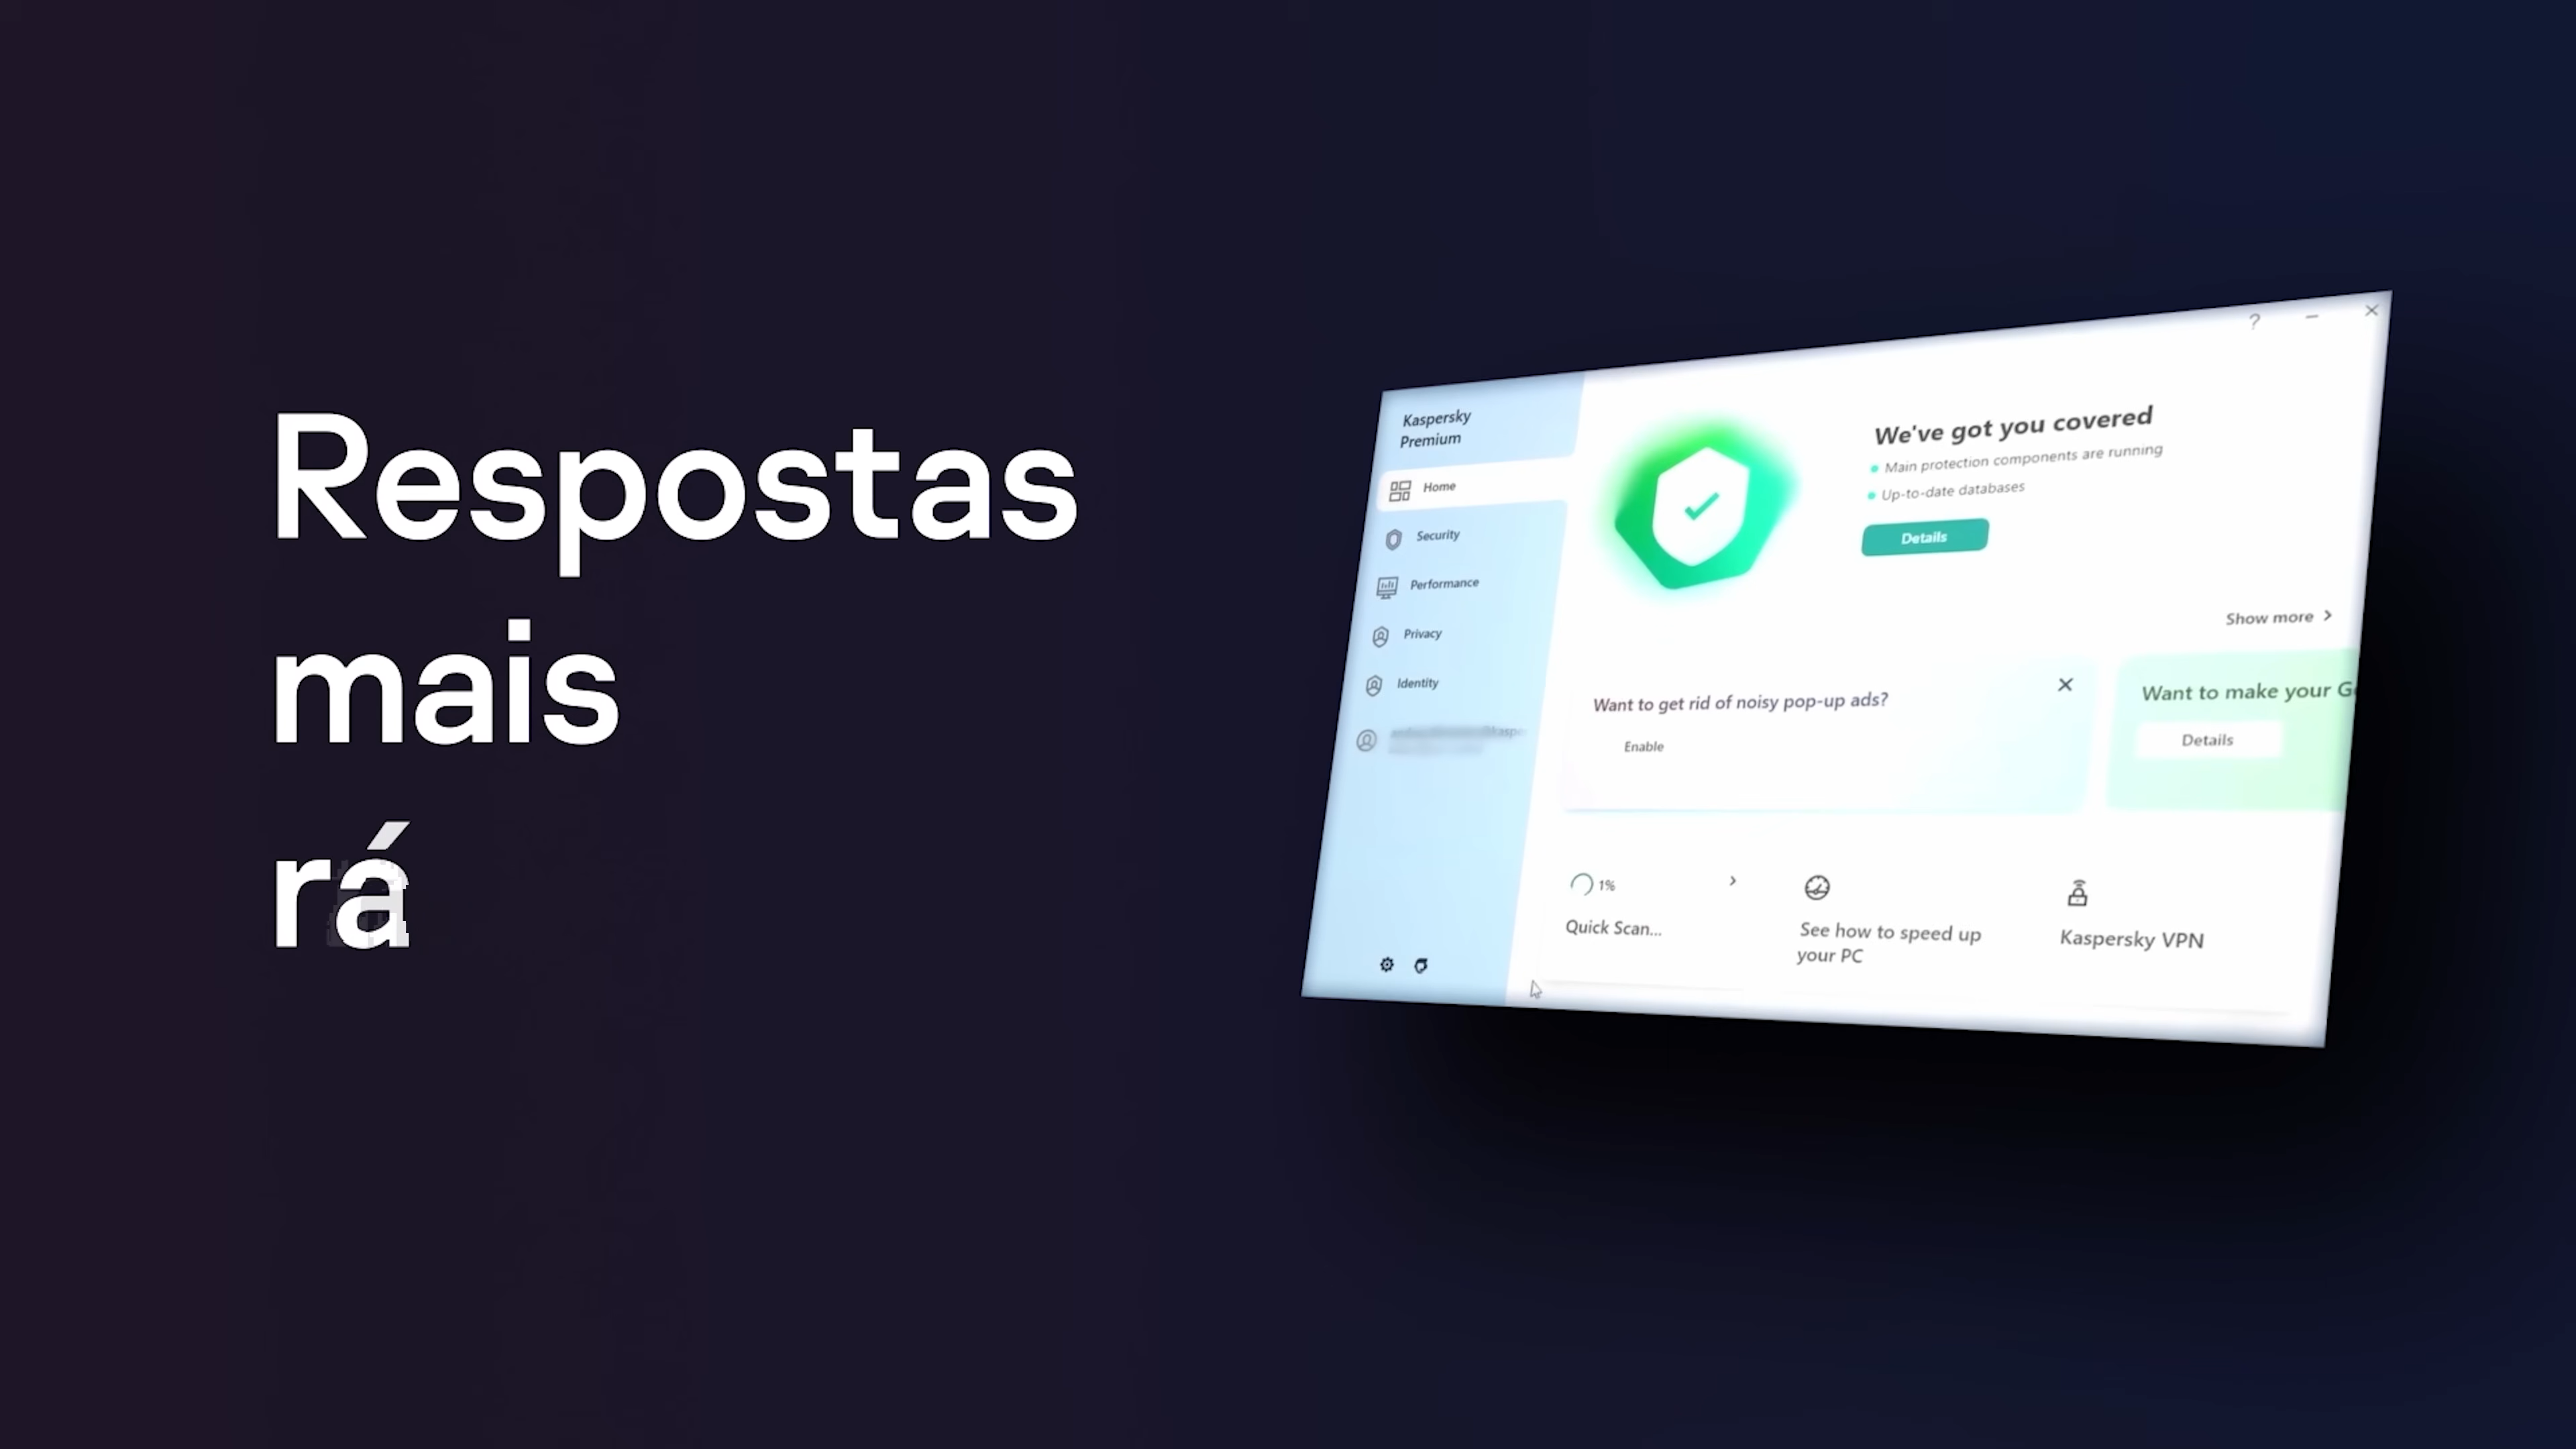 Respostas
mais
rá
Kaspersky
Premium
Home
Security
Performance
Privacy
Identity
We've got you covered
Main protection components are running
Up-to-date databases
Details
Show more
Want to get rid of noisy pop-up ads?
Enable
Want to make your G
Details
1%
Quick Scan...
See how to speed up
your PC
Kaspersky VPN